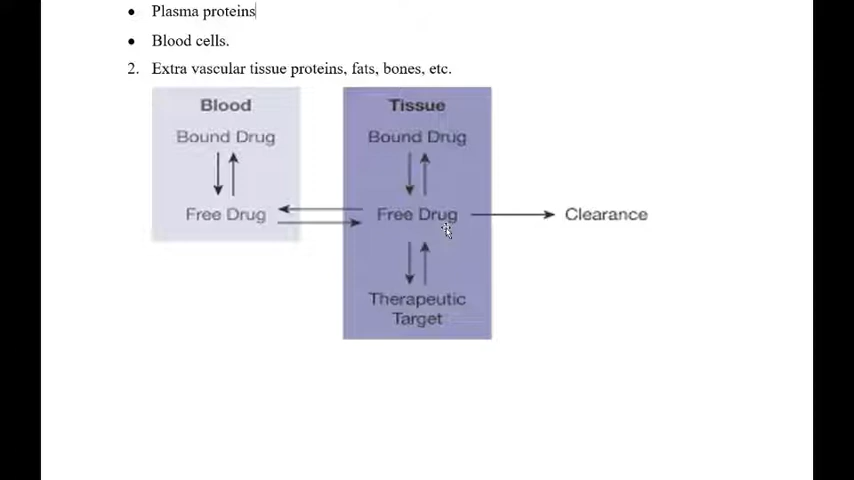 • Plasma proteins
• Blood cells.
2. Extra vascular tissue proteins, fats, bones, etc.
Blood
Bound Drug
Free Drug
Tissue
Bound Drug
Free Drug
Therapeutic
Target
Clearance